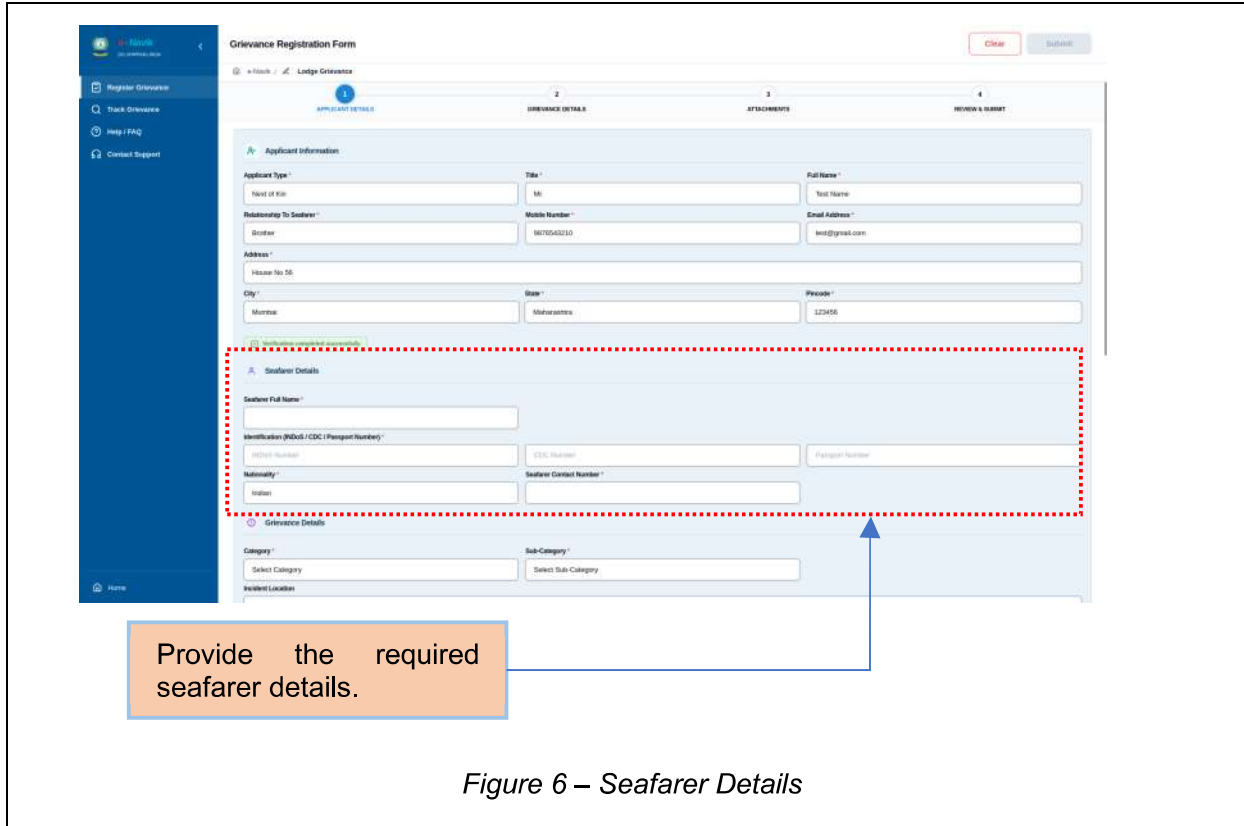 e-Navik
Grievance Registration Form
Clear
Submit
e-Navik / Lodge Grievance
Register Grievance
Track Grievance
Help / FAQ
Contact Support
Home
1
2
3
4
APPLICANT DETAILS
GRIEVANCE DETAILS
ATTACHMENTS
REVIEW & SUBMIT
Applicant Information
Applicant Type *
Title *
Full Name *
Next of Kin
Mr.
Test Name
Relationship To Seafarer *
Mobile Number *
Email Address *
Brother
9876543210
test@gmail.com
Address *
House No 56
City *
State *
Pincode *
Mumbai
Maharashtra
123456
Verification completed successfully
Seafarer Details
Seafarer Full Name *
Identification (INDoS / CDC / Passport Number) *
INDoS Number
CDC Number
Passport Number
Nationality *
Seafarer Contact Number *
Indian
Grievance Details
Category *
Sub-Category *
Select Category
Select Sub-Category
Incident Location
Provide the required
seafarer details.
Figure 6 – Seafarer Details